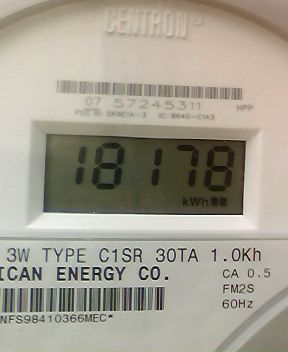 CENTRON®
07 57245311
HPP
18178
kWh
3W TYPE C1SR 30TA 1.0Kh
ICAN ENERGY CO.
CA 0.5
FM2S
60Hz
NFS98410366MEC*